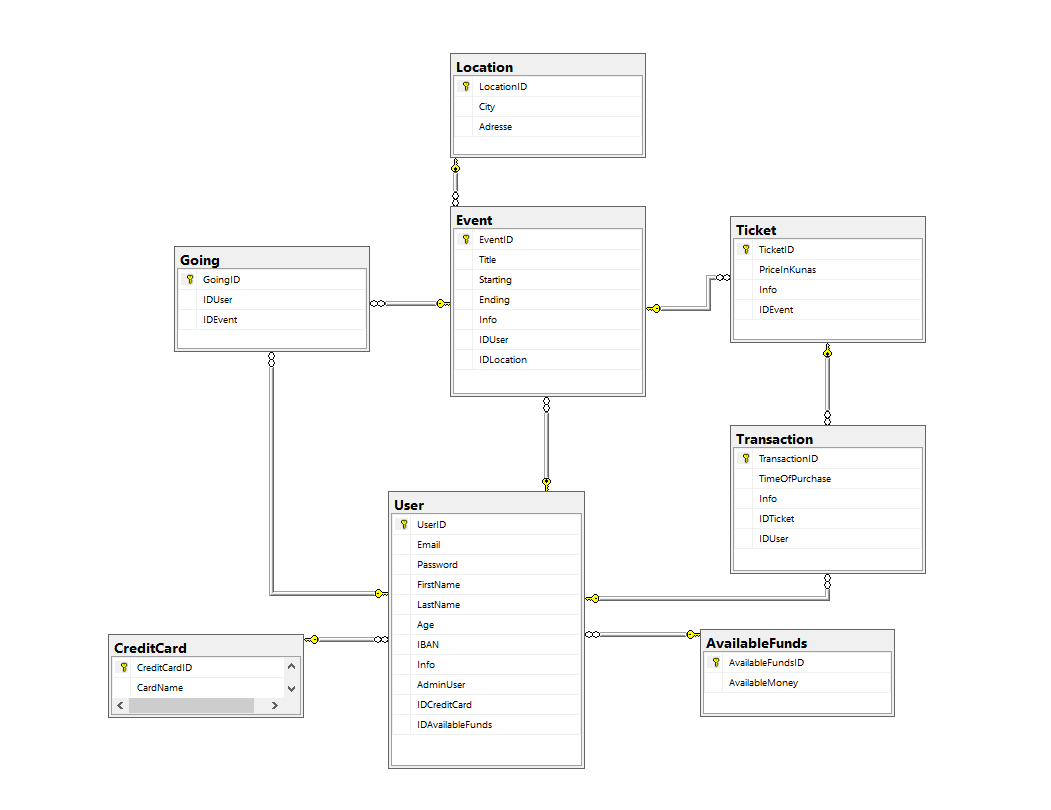 Location
LocationID
City
Adresse
Event
EventID
Title
Starting
Ending
Info
IDUser
IDLocation
Ticket
TicketID
PriceInKunas
Info
IDEvent
Going
GoingID
IDUser
IDEvent
Transaction
TransactionID
TimeOfPurchase
Info
IDTicket
IDUser
User
UserID
Email
Password
FirstName
LastName
Age
IBAN
Info
AdminUser
IDCreditCard
IDAvailableFunds
CreditCard
CreditCardID
CardName
AvailableFunds
AvailableFundsID
AvailableMoney